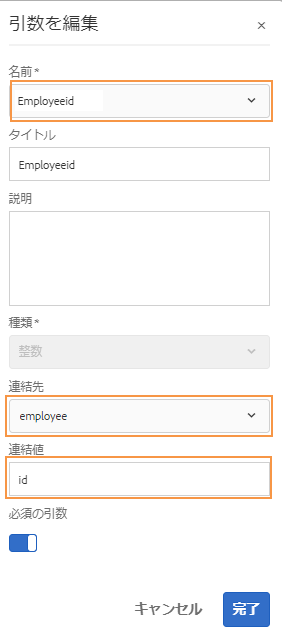 引数を編集 ×
名前 *
Employeeid
タイトル
Employeeid
説明
種類 *
整数
連結先
employee
連結値
id
必須の引数
キャンセル 完了